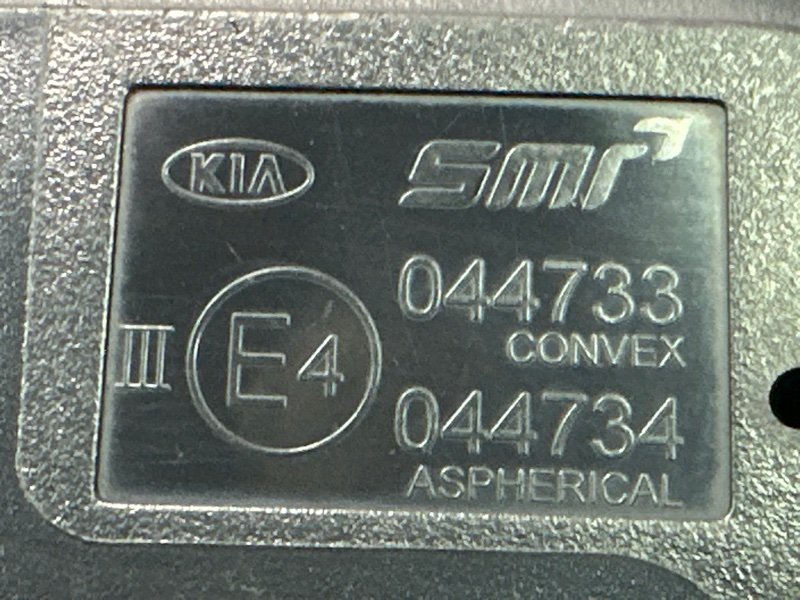 KIA
SMR
044733
CONVEX
III E4
044734
ASPHERICAL